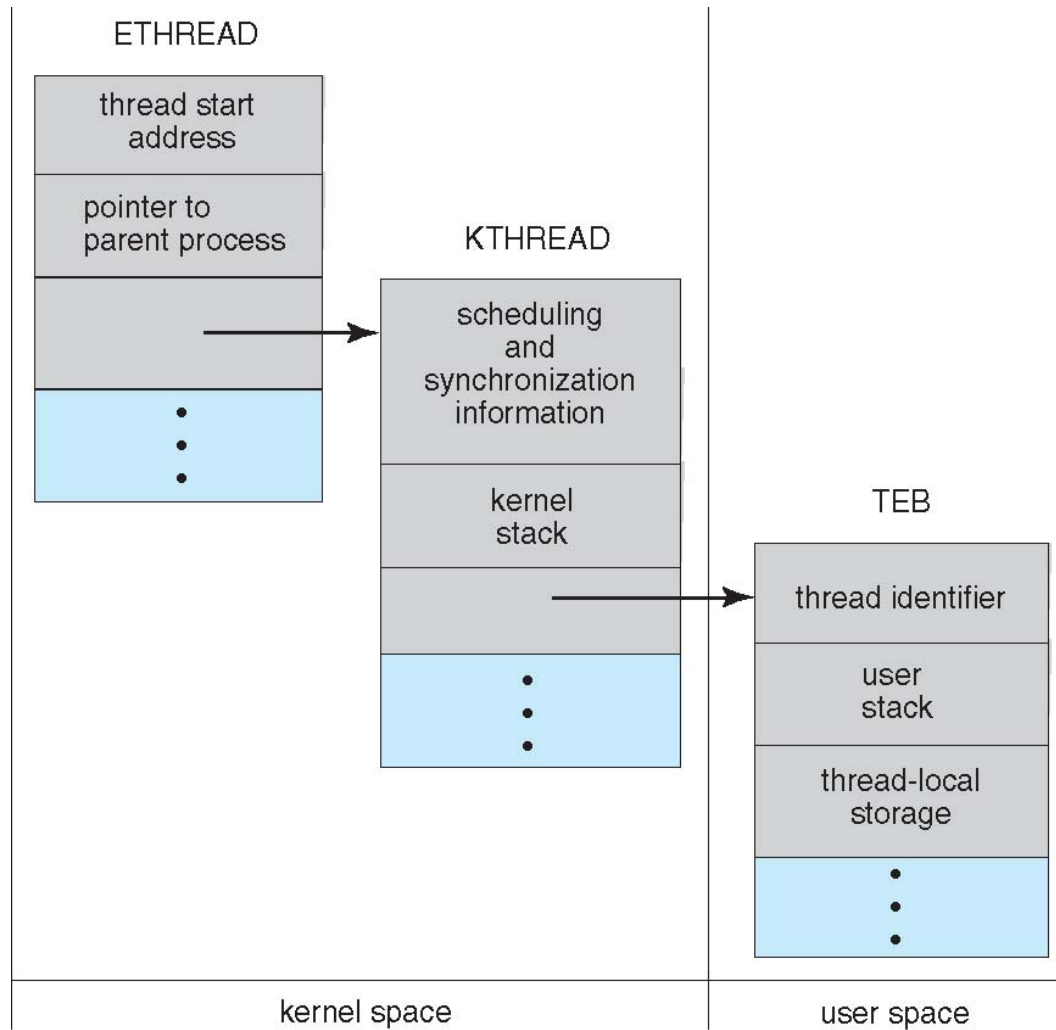 ETHREAD
thread start
address
pointer to
parent process
KTHREAD
scheduling
and
synchronization
information
kernel
stack
TEB
thread identifier
user
stack
thread-local
storage
kernel space
user space